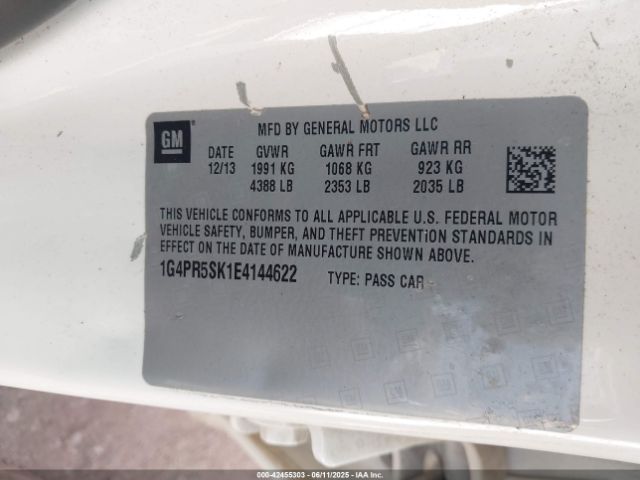 GM
MFD BY GENERAL MOTORS LLC
DATE GVWR GAWR FRT GAWR RR
12/13 1991 KG 1068 KG 923 KG
4388 LB 2353 LB 2035 LB
THIS VEHICLE CONFORMS TO ALL APPLICABLE U.S. FEDERAL MOTOR
VEHICLE SAFETY, BUMPER, AND THEFT PREVENTION STANDARDS IN
EFFECT ON THE DATE OF MANUFACTURE SHOWN ABOVE.
1G4PR5SK1E4144622 TYPE: PASS CAR
000-42455303 - 06/11/2025 - IAAI.COM